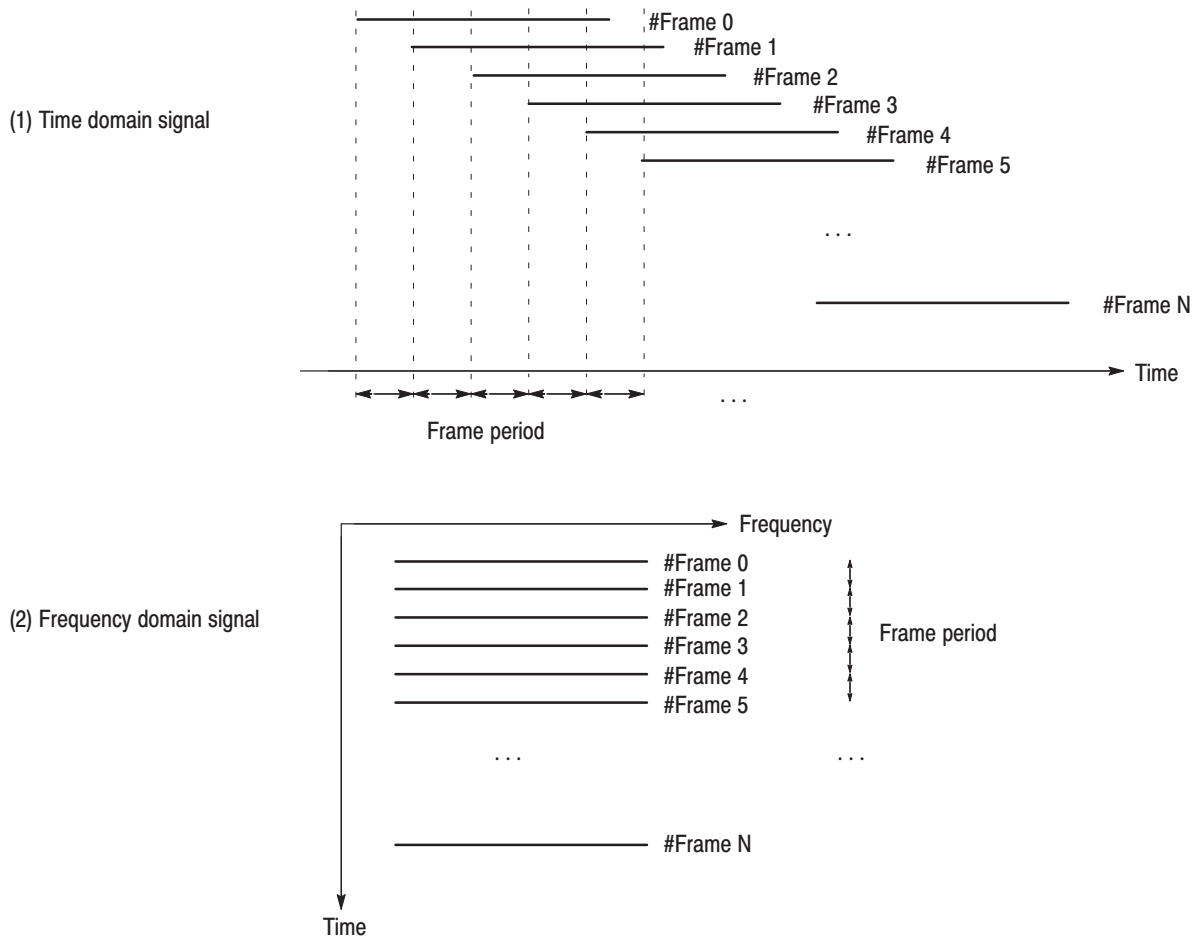 #Frame 0
#Frame 1
#Frame 2
#Frame 3
(1) Time domain signal
#Frame 4
#Frame 5
. . .
#Frame N
Time
. . .
Frame period
Frequency
#Frame 0
#Frame 1
(2) Frequency domain signal
#Frame 2
Frame period
#Frame 3
#Frame 4
#Frame 5
. . .
. . .
#Frame N
Time